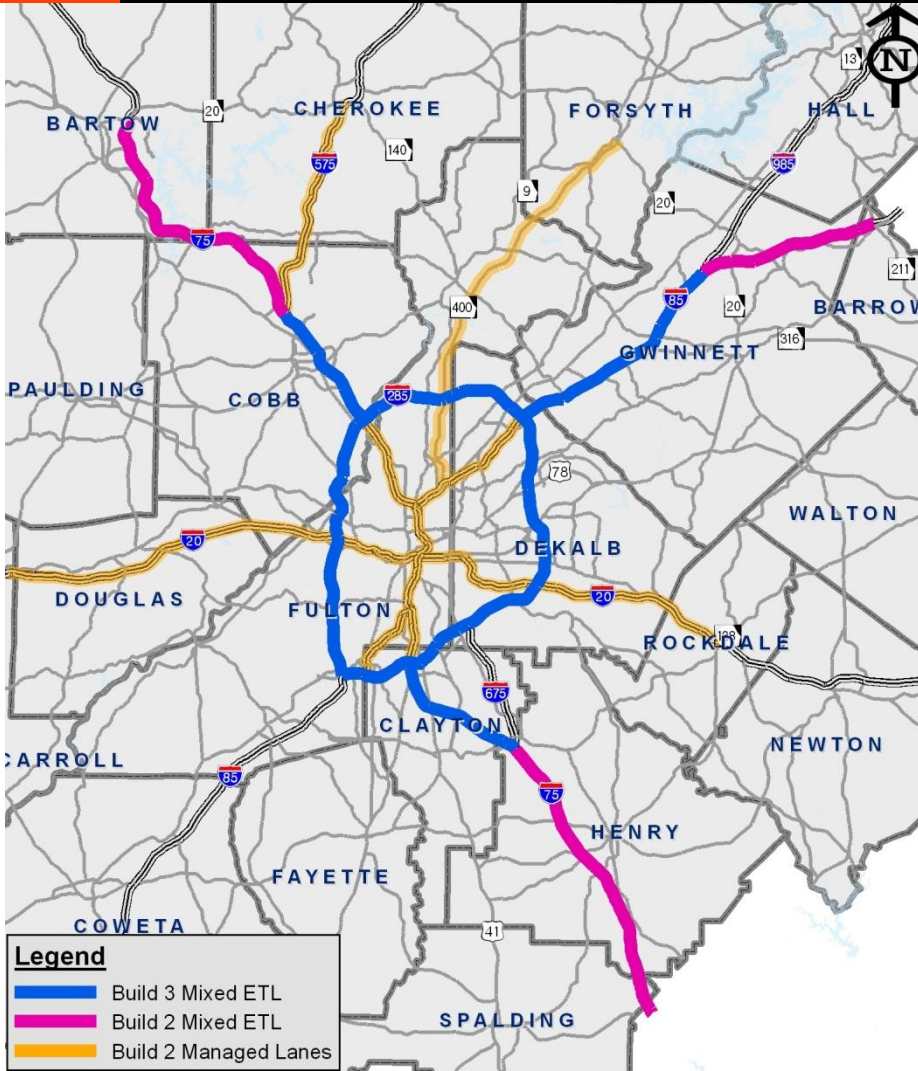 N
13
20
CHEROKEE
FORSYTH
HALL
BARTOW
140
575
985
9
20
75
211
400
85
20
BARROW
316
GWINNETT
PAULDING
COBB
285
78
WALTON
20
DEKALB
DOUGLAS
FULTON
20
138
ROCKDALE
675
CLAYTON
NEWTON
CARROLL
85
75
HENRY
FAYETTE
COWETA
41
SPALDING
Legend
Build 3 Mixed ETL
Build 2 Mixed ETL
Build 2 Managed Lanes